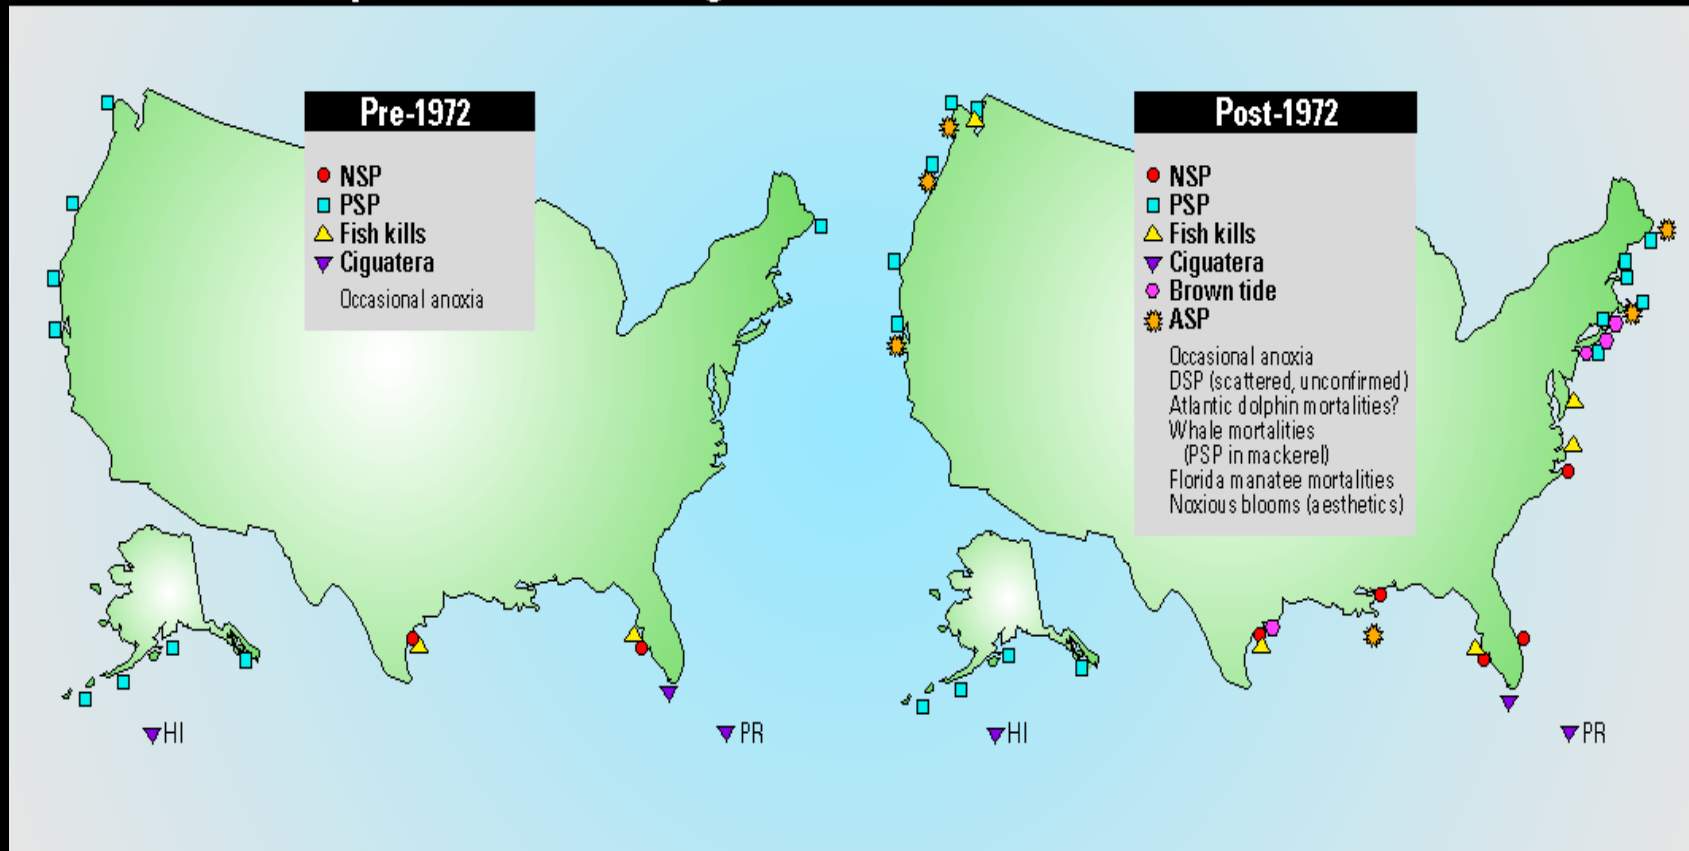 Pre-1972
NSP
PSP
Fish kills
Ciguatera
Occasional anoxia
HI
PR
Post-1972
NSP
PSP
Fish kills
Ciguatera
Brown tide
ASP
Occasional anoxia
DSP (scattered, unconfirmed)
Atlantic dolphin mortalities?
Whale mortalities
(PSP in mackerel)
Florida manatee mortalities
Noxious blooms (aesthetics)
HI
PR